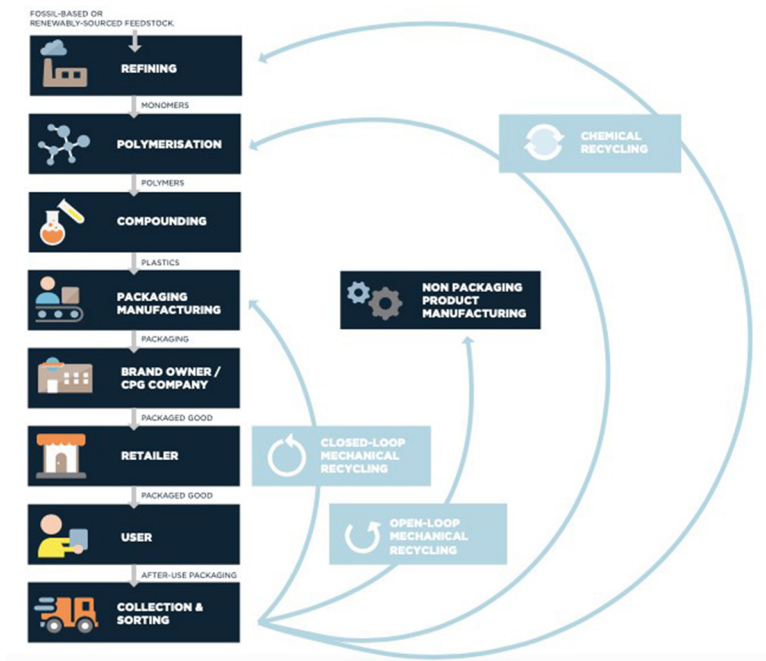 FOSSIL-BASED OR
RENEWABLY-SOURCED FEEDSTOCK
REFINING
MONOMERS
POLYMERISATION
POLYMERS
COMPOUNDING
PLASTICS
PACKAGING
MANUFACTURING
PACKAGING
BRAND OWNER /
CPG COMPANY
PACKAGED GOOD
RETAILER
PACKAGED GOOD
USER
AFTER-USE PACKAGING
COLLECTION &
SORTING
CHEMICAL
RECYCLING
NON PACKAGING
PRODUCT
MANUFACTURING
CLOSED-LOOP
MECHANICAL
RECYCLING
OPEN-LOOP
MECHANICAL
RECYCLING